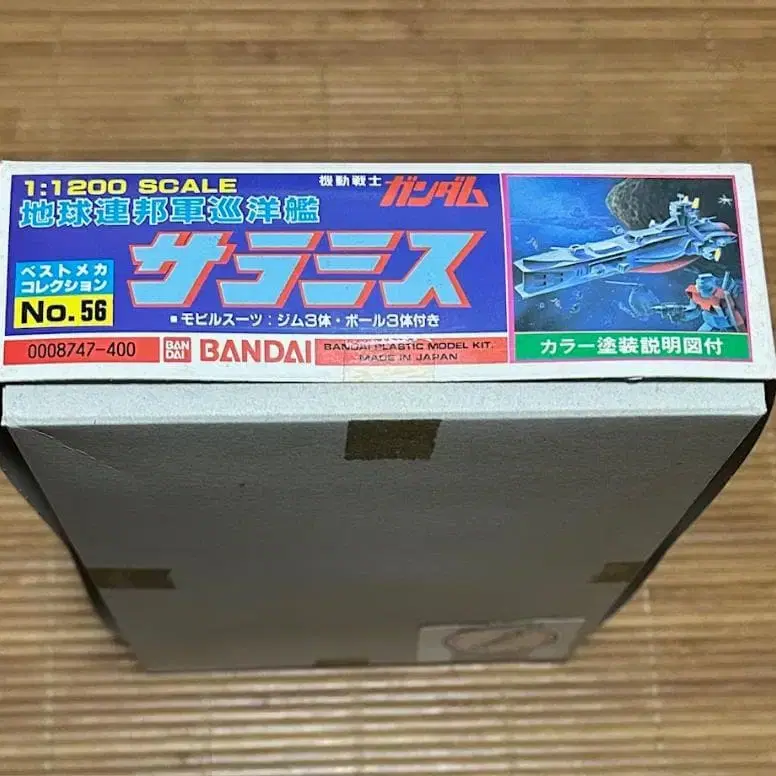 1:1200 SCALE
機動戦士 ガンダム
地球連邦軍巡洋艦
サラミス
ベストメカ
コレクション
No.56
■モビルスーツ:ジム3体・ボール3体付き
0008747-400
BAN
DAI
BANDAI
BANDAI PLASTIC MODEL KIT.
MADE IN JAPAN
カラー塗装説明図付